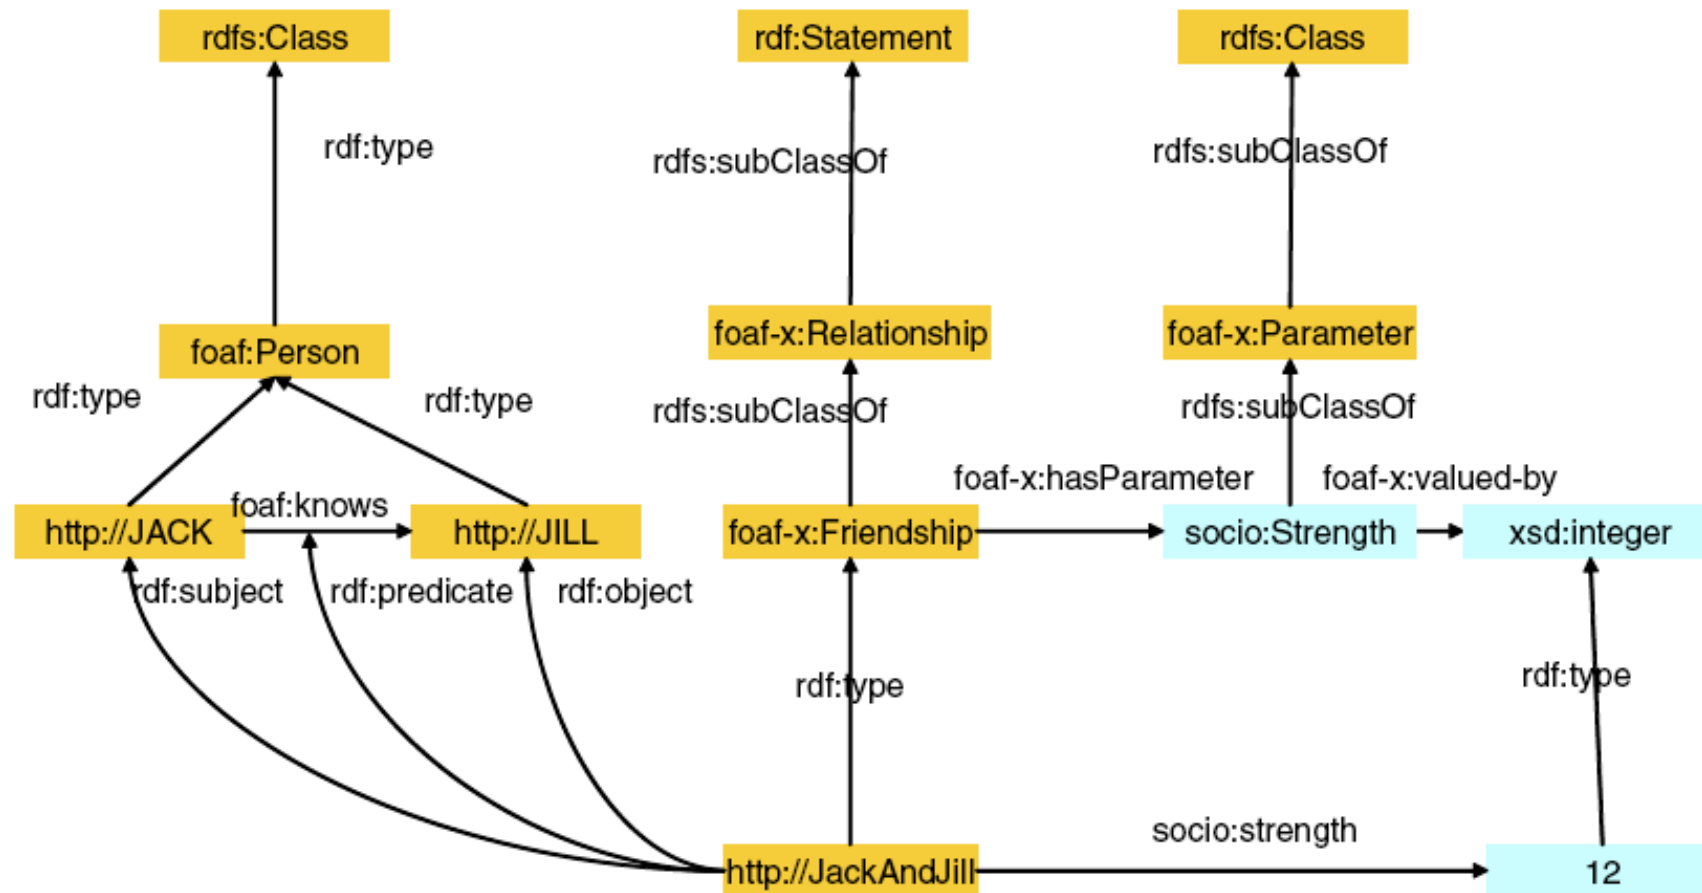 rdfs:Class
rdf:Statement
rdfs:Class
rdf:type
rdfs:subClassOf
rdfs:subClassOf
foaf-x:Relationship
foaf-x:Parameter
foaf:Person
rdf:type
rdf:type
rdfs:subClassOf
rdfs:subClassOf
foaf-x:hasParameter
foaf-x:valued-by
foaf:knows
http://JACK
http://JILL
foaf-x:Friendship
socio:Strength
xsd:integer
rdf:subject
rdf:predicate
rdf:object
rdf:type
rdf:type
socio:strength
http://JackAndJill
12